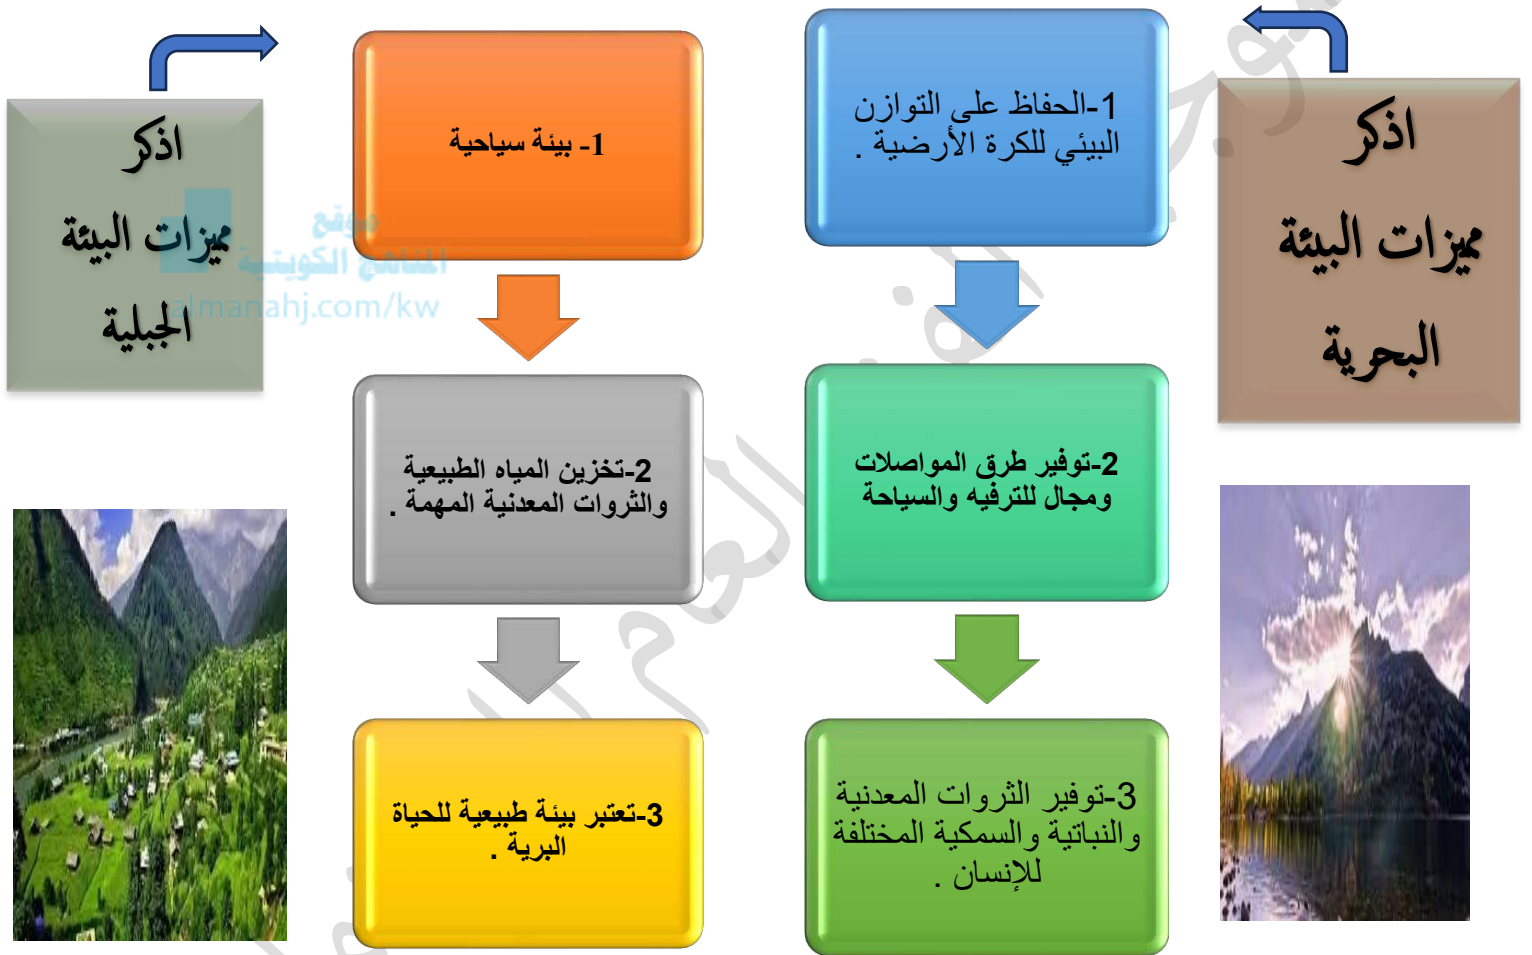 اذكر
مميزات البيئة
البحرية
1-الحفاظ على التوازن
البيئي للكرة الأرضية .
2-توفير طرق المواصلات
ومجال للترفيه والسياحة
3-توفير الثروات المعدنية
والنباتية والسمكية المختلفة
للإنسان .
اذكر
مميزات البيئة
الجبلية
1- بيئة سياحية
2-تخزين المياه الطبيعية
والثروات المعدنية المهمة .
3-تعتبر بيئة طبيعية للحياة
البرية .
موقع
المناهج الكويتية
almanahj.com/kw